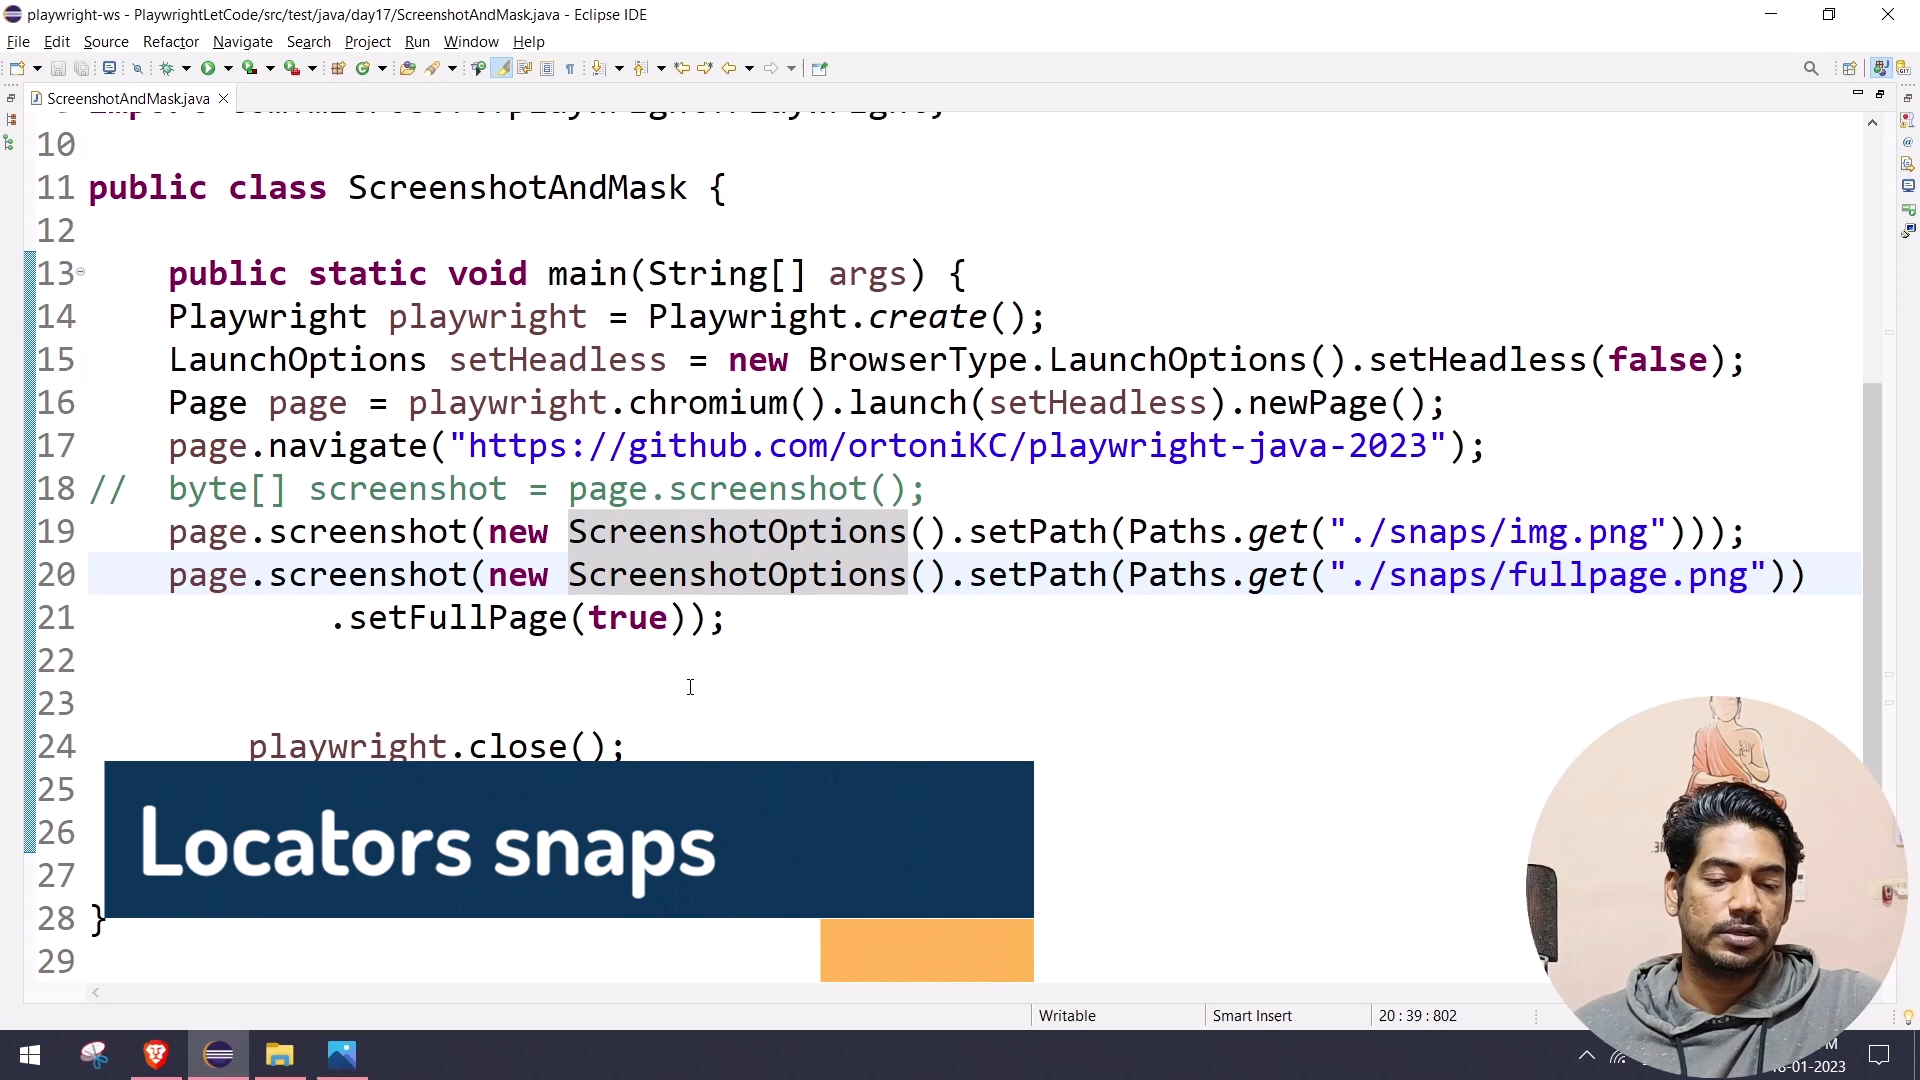 playwright-ws - PlaywrightLetCode/src/test/java/day17/ScreenshotAndMask.java - Eclipse IDE
File Edit Source Refactor Navigate Search Project Run Window Help
ScreenshotAndMask.java
10
11 public class ScreenshotAndMask {
12
13 public static void main(String[] args) {
14 Playwright playwright = Playwright.create();
15 LaunchOptions setHeadless = new BrowserType.LaunchOptions().setHeadless(false);
16 Page page = playwright.chromium().launch(setHeadless).newPage();
17 page.navigate("https://github.com/ortoniKC/playwright-java-2023");
18 // byte[] screenshot = page.screenshot();
19 page.screenshot(new ScreenshotOptions().setPath(Paths.get("./snaps/img.png")));
20 page.screenshot(new ScreenshotOptions().setPath(Paths.get("./snaps/fullpage.png"))
21 .setFullPage(true));
22
23
24 playwright.close();
25
26
27
28 }
29
Locators snaps
Writable Smart Insert 20 : 39 : 802